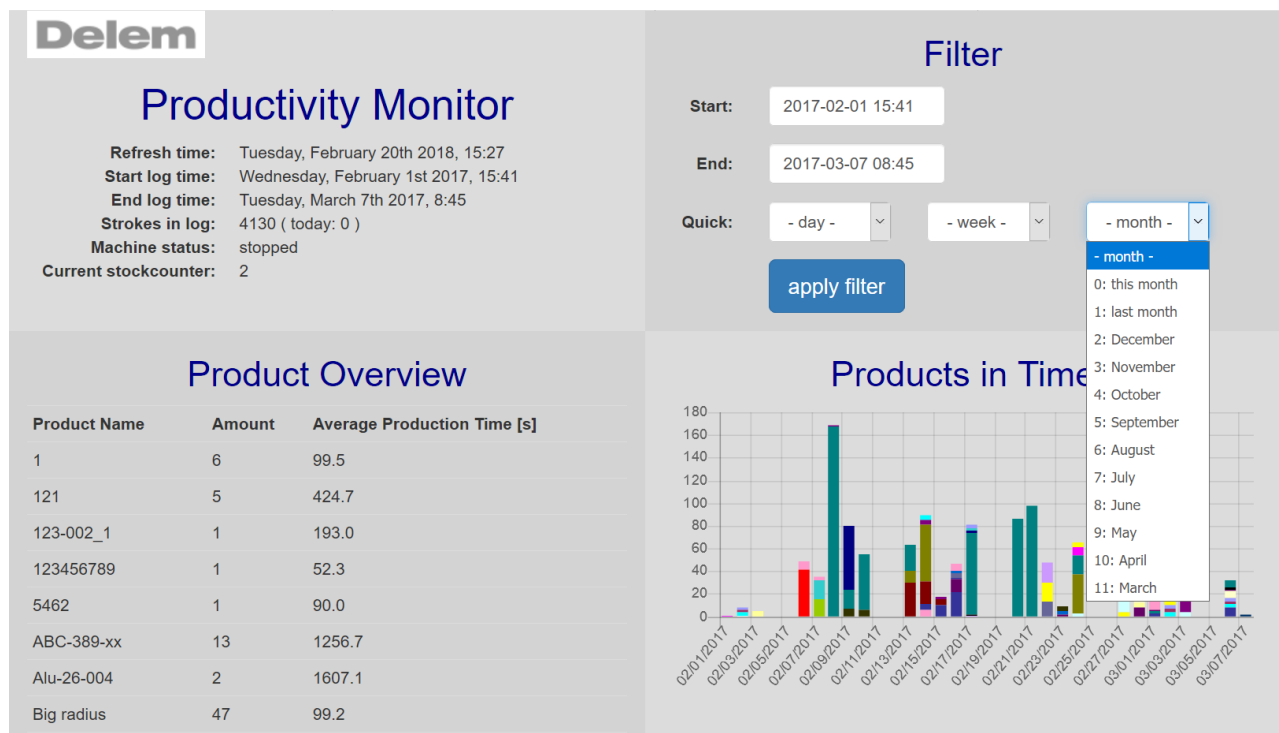 Delem
Productivity Monitor
Refresh time: Tuesday, February 20th 2018, 15:27
Start log time: Wednesday, February 1st 2017, 15:41
End log time: Tuesday, March 7th 2017, 8:45
Strokes in log: 4130 ( today: 0 )
Machine status: stopped
Current stockcounter: 2
Filter
Start: 2017-02-01 15:41
End: 2017-03-07 08:45
Quick: - day - - week - - month -
apply filter
- month -
0: this month
1: last month
2: December
3: November
4: October
5: September
6: August
7: July
8: June
9: May
10: April
11: March
Product Overview
Product Name Amount Average Production Time [s]
1 6 99.5
121 5 424.7
123-002_1 1 193.0
123456789 1 52.3
5462 1 90.0
ABC-389-xx 13 1256.7
Alu-26-004 2 1607.1
Big radius 47 99.2
Products in Time
180
160
140
120
100
80
60
40
20
0
02/01/2017 02/03/2017 02/05/2017 02/07/2017 02/09/2017 02/11/2017 02/13/2017 02/15/2017 02/17/2017 02/19/2017 02/21/2017 02/23/2017 02/25/2017 02/27/2017 03/01/2017 03/03/2017 03/05/2017 03/07/2017